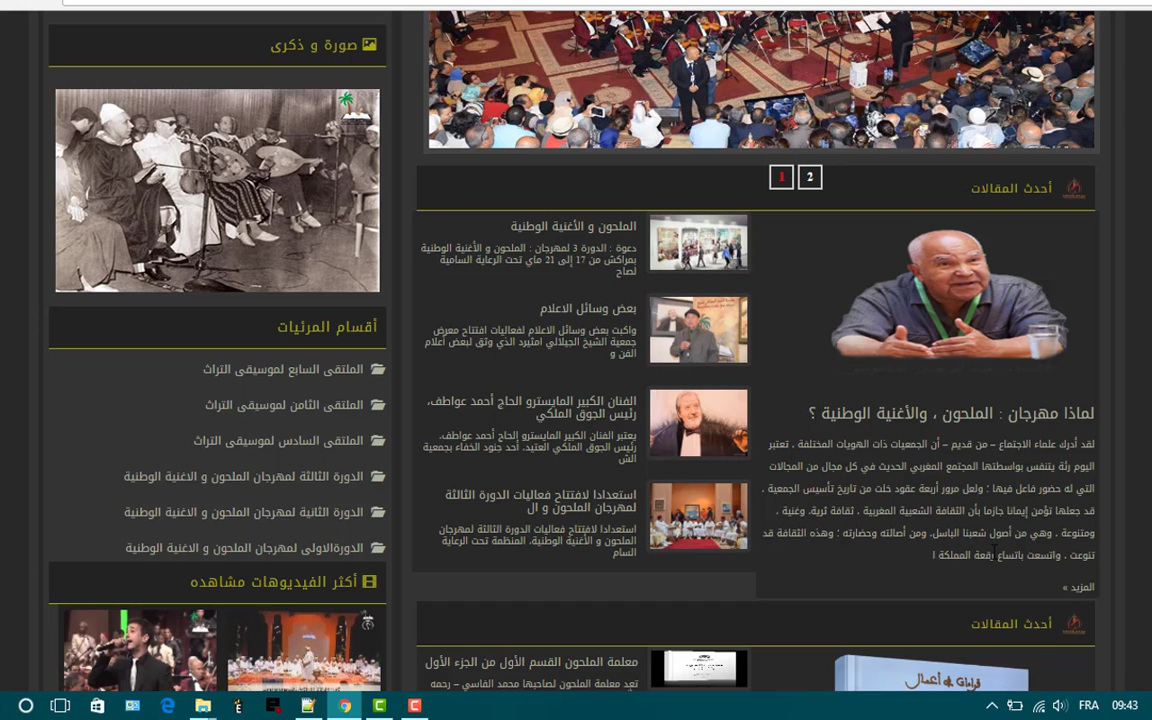 أحدث المقالات
1 2
لماذا مهرجان : الملحون ، والأغنية الوطنية ؟
لقد أدرك علماء الاجتماع – من قديم – أن الجمعيات ذات الهويات المختلفة ، تعتبر
اليوم رئة يتنفس بواسطتها المجتمع المغربي الحديث في كل مجال من المجالات
التي له حضور فاعل فيها ؛ ولعل مرور أربعة عقود خلت من تاريخ تأسيس الجمعية ،
قد جعلها تؤمن إيمانا جازما بأن الثقافة الشعبية المغربية ، ثقافة ثرية، وغنية ،
ومتنوعة ، وهي من أصول شعبنا الباسل، ومن أصالته وحضارته ؛ وهذه الثقافة قد
تنوعت ، واتسعت باتساع رقعة المملكة ا
المزيد »
الملحون و الأغنية الوطنية
دعوة : الدورة 3 لمهرجان : الملحون و الأغنية الوطنية
بمراكش من 17 إلى 21 ماي تحت الرعاية السامية
لصاح
بعض وسائل الاعلام
واكبت بعض وسائل الاعلام لفعاليات افتتاح معرض
جمعية الشيخ الجيلالي امثيرد الذي وثق لبعض أعلام
الفن و
الفنان الكبير المايسترو الحاج أحمد عواطف،
رئيس الجوق الملكي
يعتبر الفنان الكبير المايسترو الحاج أحمد عواطف،
رئيس الجوق الملكي العتيد، أحد جنود الخفاء بجمعية
الش
استعدادا لافتتاح فعاليات الدورة الثالثة
لمهرجان الملحون و ال
استعدادا لافتتاح فعاليات الدورة الثالثة لمهرجان
الملحون و الأغنية الوطنية، المنظمة تحت الرعاية
السام
أحدث المقالات
قراءات في أعمال
معلمة الملحون القسم الأول من الجزء الأول
تعد معلمة الملحون لصاحبها محمد الفاسي – رحمه
صورة و ذكرى
أقسام المرئيات
الملتقى السابع لموسيقى التراث
الملتقى الثامن لموسيقى التراث
الملتقى السادس لموسيقى التراث
الدورة الثالثة لمهرجان الملحون و الاغنية الوطنية
الدورة الثانية لمهرجان الملحون و الاغنية الوطنية
الدورةالاولى لمهرجان الملحون و الاغنية الوطنية
أكثر الفيديوهات مشاهده
FRA 09:43